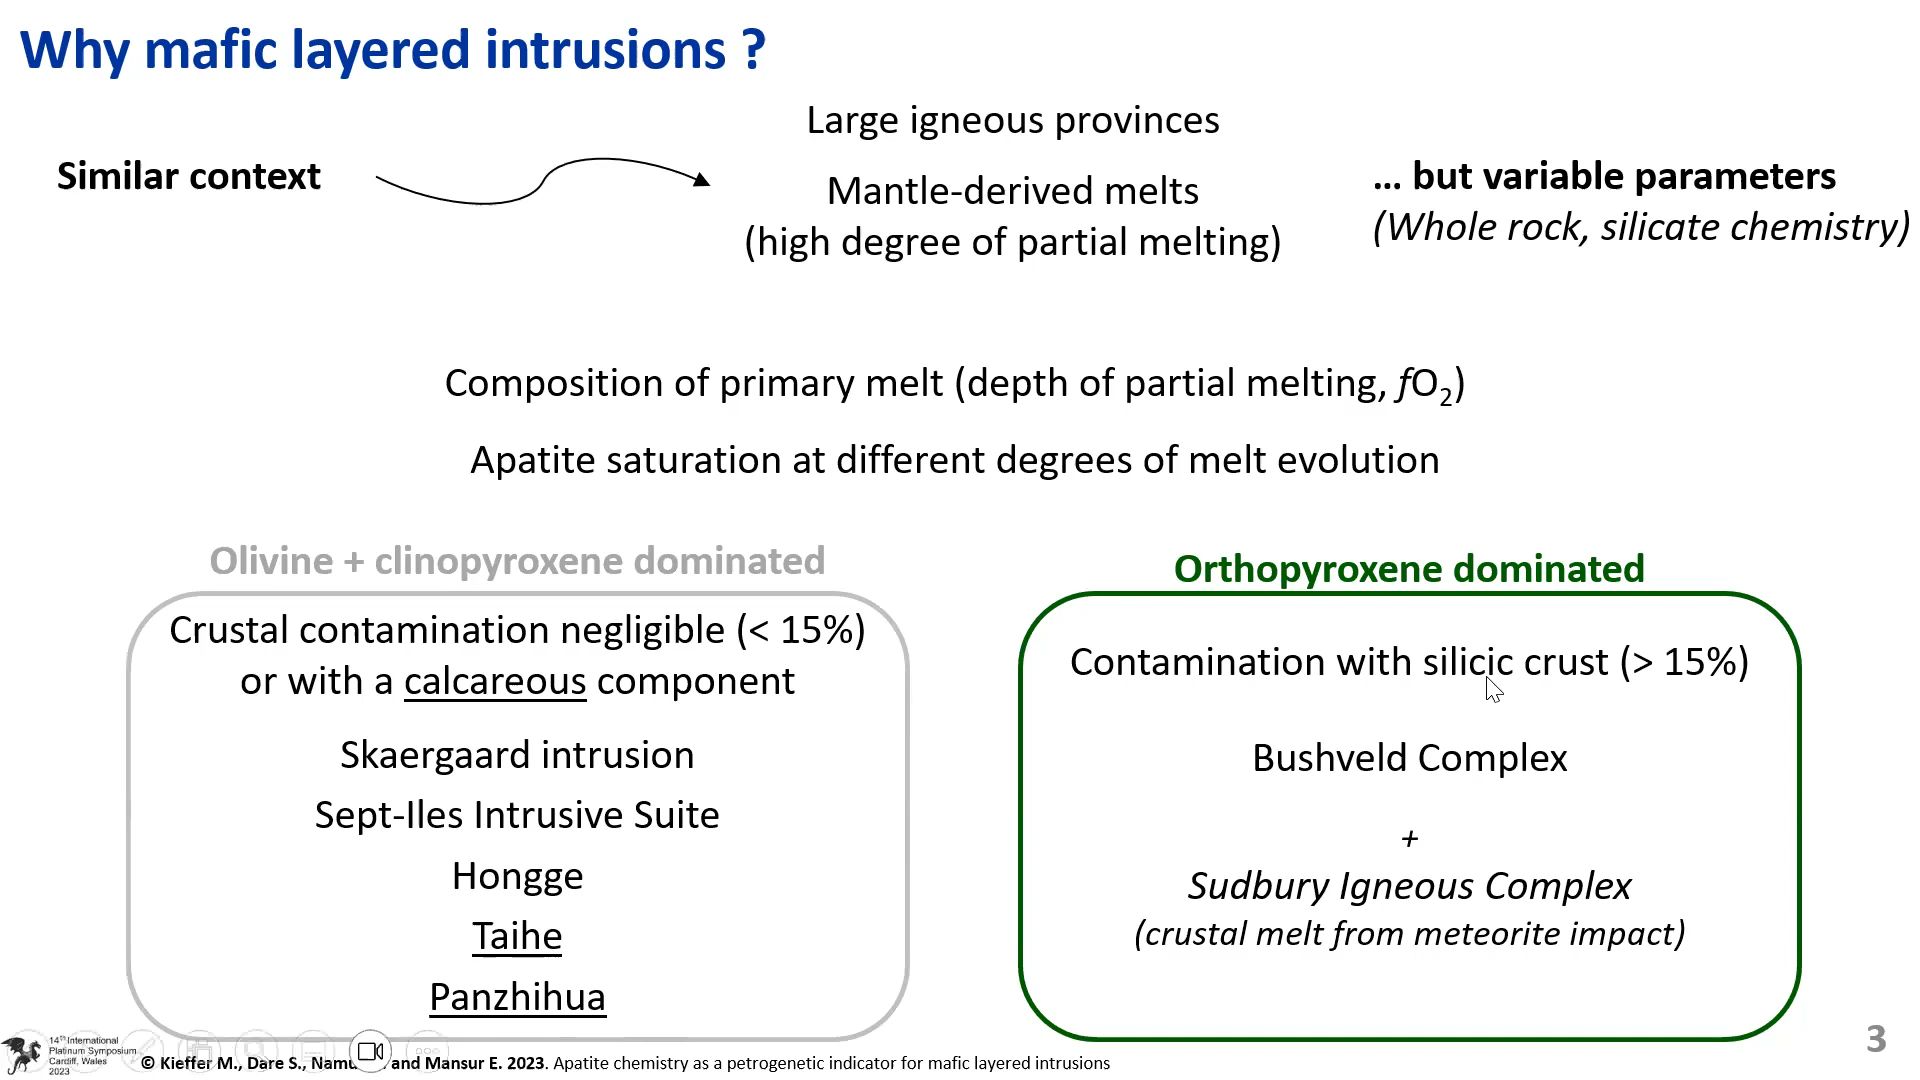 Why mafic layered intrusions ?
Similar context
Large igneous provinces
Mantle-derived melts
(high degree of partial melting)
... but variable parameters
(Whole rock, silicate chemistry)
Composition of primary melt (depth of partial melting, fO₂)
Apatite saturation at different degrees of melt evolution
Olivine + clinopyroxene dominated
Crustal contamination negligible (< 15%)
or with a calcareous component
Skaergaard intrusion
Sept-Iles Intrusive Suite
Hongge
Taihe
Panzhihua
Orthopyroxene dominated
Contamination with silicic crust (> 15%)
Bushveld Complex
+
Sudbury Igneous Complex
(crustal melt from meteorite impact)
14th International
Platinum Symposium
Cardiff, Wales
2023
© Kieffer M., Dare S., and Mansur E. 2023. Apatite chemistry as a petrogenetic indicator for mafic layered intrusions
3